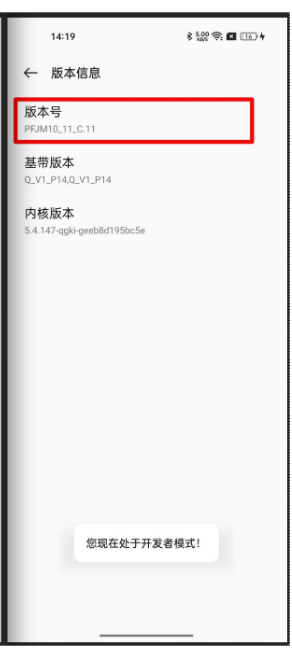 14:19
5.00 KB/S
16
← 版本信息
版本号
PFJM10_11_C.11
基带版本
Q_V1_P14,Q_V1_P14
内核版本
5.4.147-qgki-geeb8d195bc5e
您现在处于开发者模式!